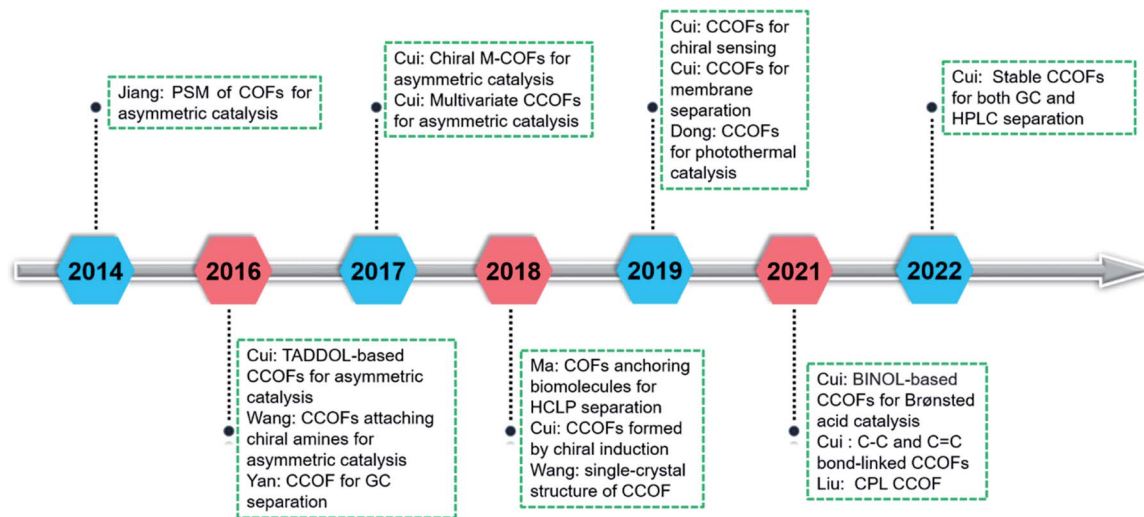 Jiang: PSM of COFs for
asymmetric catalysis
Cui: Chiral M-COFs for
asymmetric catalysis
Cui: Multivariate CCOFs
for asymmetric catalysis
Cui: CCOFs for
chiral sensing
Cui: CCOFs for
membrane
separation
Dong: CCOFs
for photothermal
catalysis
Cui: Stable CCOFs
for both GC and
HPLC separation
2014
2016
2017
2018
2019
2021
2022
Cui: TADDOL-based
CCOFs for asymmetric
catalysis
Wang: CCOFs attaching
chiral amines for
asymmetric catalysis
Yan: CCOF for GC
separation
Ma: COFs anchoring
biomolecules for
HCLP separation
Cui: CCOFs formed
by chiral induction
Wang: single-crystal
structure of CCOF
Cui: BINOL-based
CCOFs for Brønsted
acid catalysis
Cui : C-C and C=C
bond-linked CCOFs
Liu: CPL CCOF